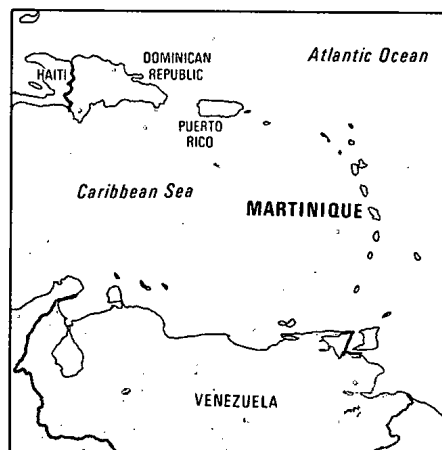 Atlantic Ocean
DOMINICAN
REPUBLIC
HAITI
PUERTO
RICO
Caribbean Sea
MARTINIQUE
VENEZUELA